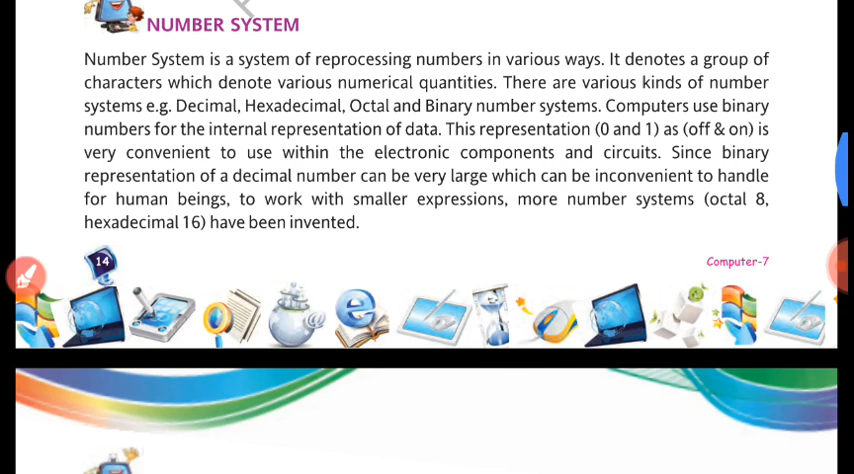 NUMBER SYSTEM
Number System is a system of reprocessing numbers in various ways. It denotes a group of
characters which denote various numerical quantities. There are various kinds of number
systems e.g. Decimal, Hexadecimal, Octal and Binary number systems. Computers use binary
numbers for the internal representation of data. This representation (0 and 1) as (off & on) is
very convenient to use within the electronic components and circuits. Since binary
representation of a decimal number can be very large which can be inconvenient to handle
for human beings, to work with smaller expressions, more number systems (octal 8,
hexadecimal 16) have been invented.
14
Computer-7